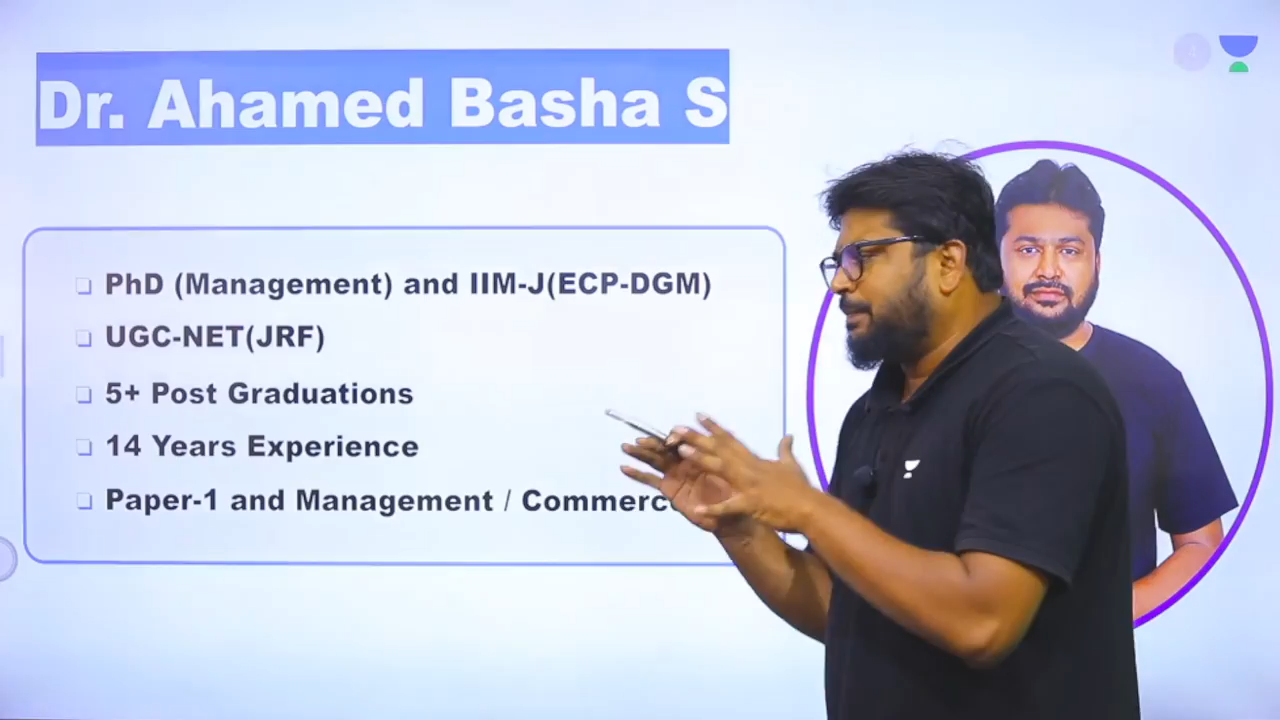 Dr. Ahamed Basha S
PhD (Management) and IIM-J(ECP-DGM)
UGC-NET(JRF)
5+ Post Graduations
14 Years Experience
Paper-1 and Management / Commerce